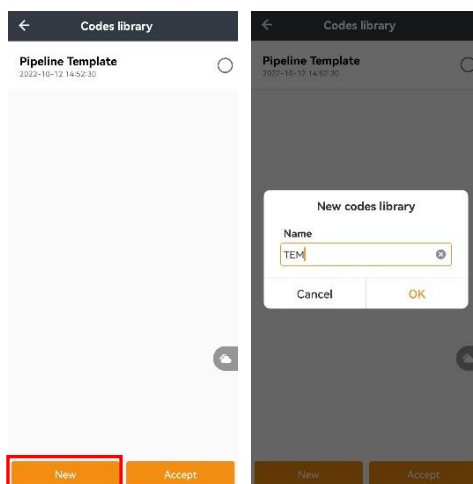 Codes library
Pipeline Template
2022-10-12 14:52:30
New
Accept
Codes library
Pipeline Template
2022-10-12 14:52:30
New codes library
Name
TEM
Cancel
OK
New
Accept